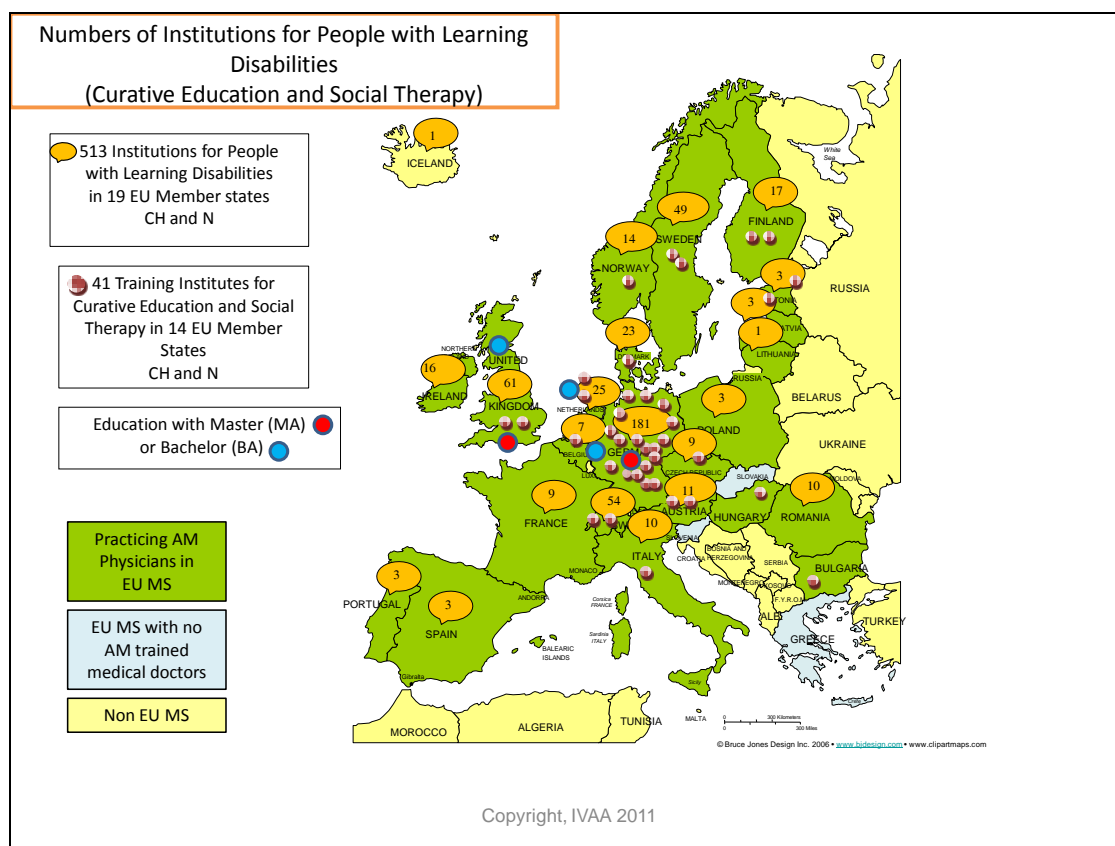 Numbers of Institutions for People with Learning
Disabilities
(Curative Education and Social Therapy)
513 Institutions for People
with Learning Disabilities
in 19 EU Member states
CH and N
41 Training Institutes for
Curative Education and Social
Therapy in 14 EU Member
States
CH and N
Education with Master (MA)
or Bachelor (BA)
Practicing AM
Physicians in
EU MS
EU MS with no
AM trained
medical doctors
Non EU MS
1
ICELAND
White
Sea
17
FINLAND
49
SWEDEN
14
NORWAY
3
RUSSIA
3
1
LITHUANIA
RUSSIA
23
NORTHERN
UNITED
16
IRELAND
61
KINGDOM
25
NETHERLANDS
7
181
3
BELARUS
UKRAINE
9
CZECH REPUBLIC
SLOVAKIA
MOLDOVA
9
FRANCE
54
11
AUSTRIA
HUNGARY
10
ROMANIA
10
ITALY
SLOVENIA
CROATIA
BOSNIA AND
HERZEGOVINA
SERBIA
BULGARIA
MONACO
F.Y.R.O.M
3
PORTUGAL
3
SPAIN
ANDORRA
Corsica
FRANCE
Sardinia
ITALY
BALEARIC
ISLANDS
GREECE
TURKEY
Sicily
MALTA
MOROCCO
ALGERIA
TUNISIA
0 300 Kilometers
0 300 Miles
© Bruce Jones Design Inc. 2006 • www.bjdesign.com • www.clipartmaps.com
Copyright, IVAA 2011